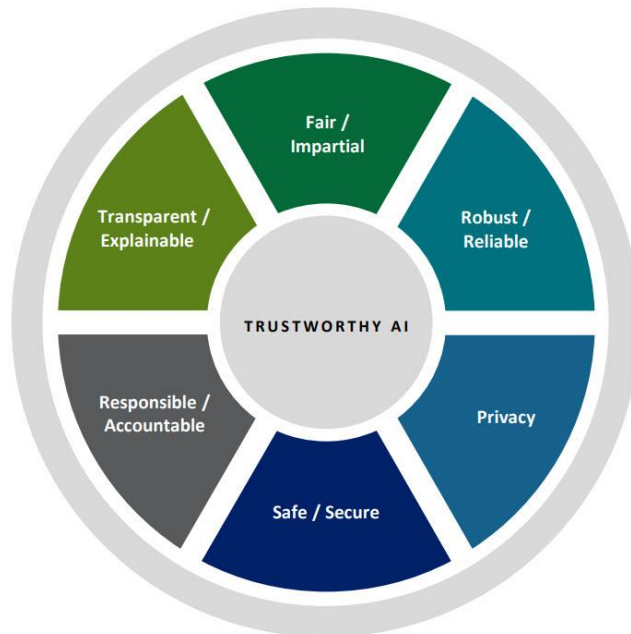 Fair /
Impartial
Transparent /
Explainable
Robust /
Reliable
TRUSTWORTHY AI
Responsible /
Accountable
Privacy
Safe / Secure